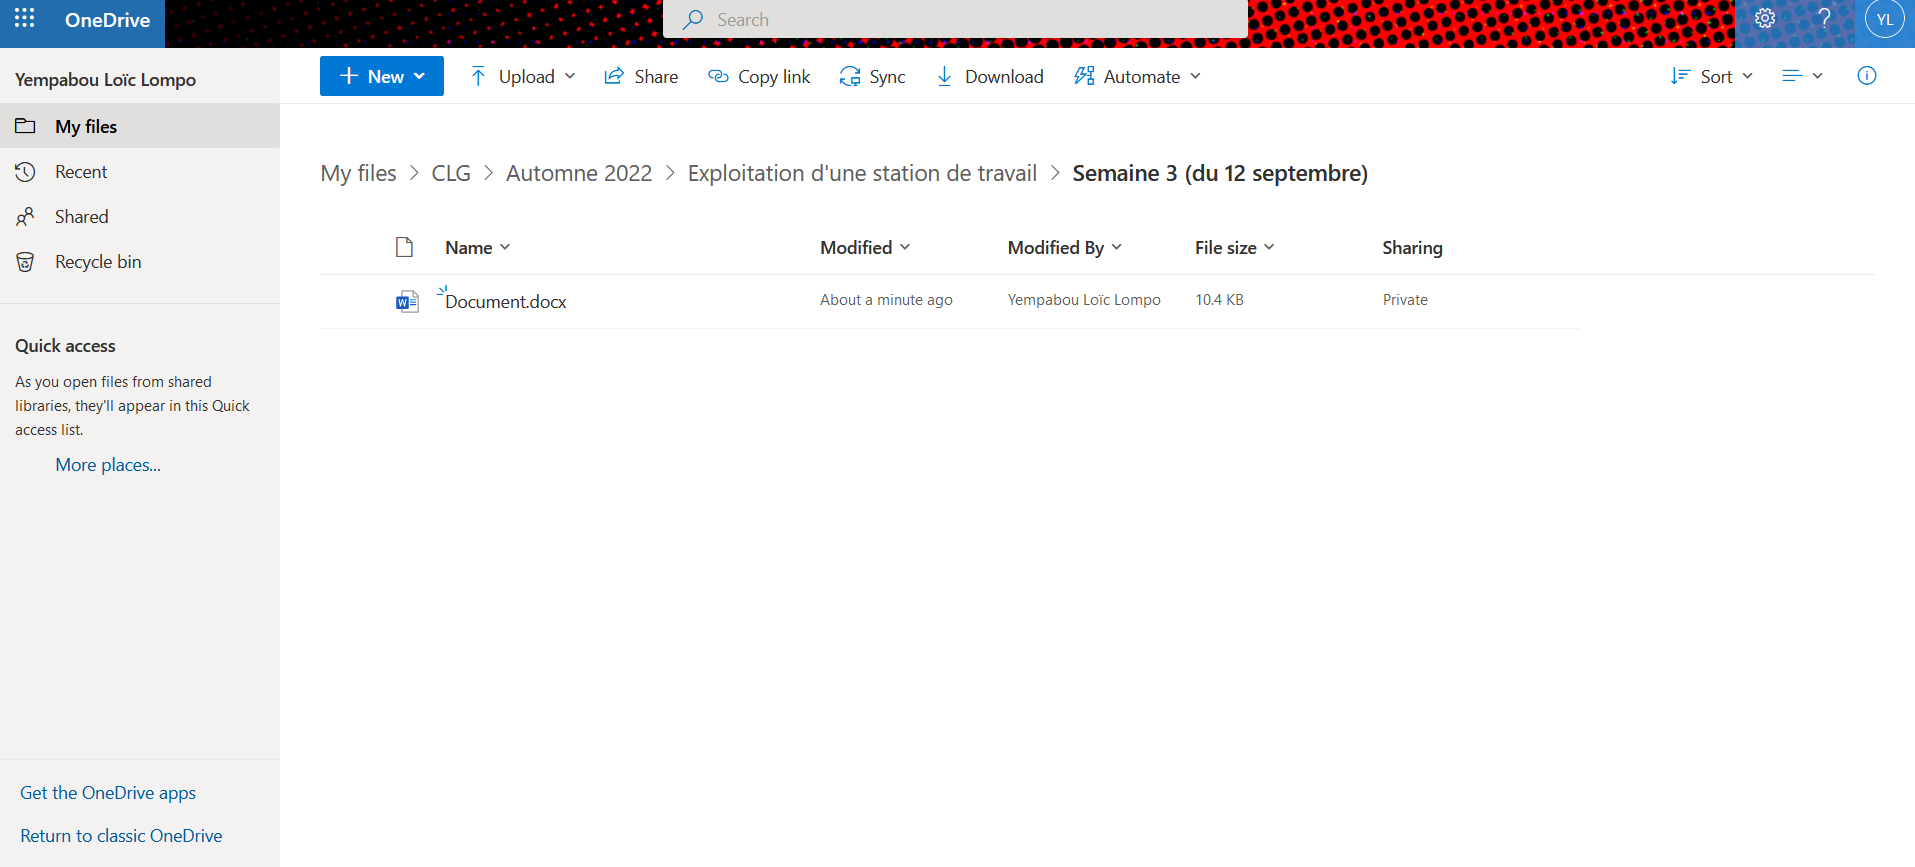 OneDrive
Search
YL
Yempabou Loïc Lompo
My files
Recent
Shared
Recycle bin
Quick access
As you open files from shared
libraries, they'll appear in this Quick
access list.
More places...
Get the OneDrive apps
Return to classic OneDrive
New Upload Share Copy link Sync Download Automate Sort
My files > CLG > Automne 2022 > Exploitation d'une station de travail > Semaine 3 (du 12 septembre)
Name Modified Modified By File size Sharing
Document.docx About a minute ago Yempabou Loïc Lompo 10.4 KB Private